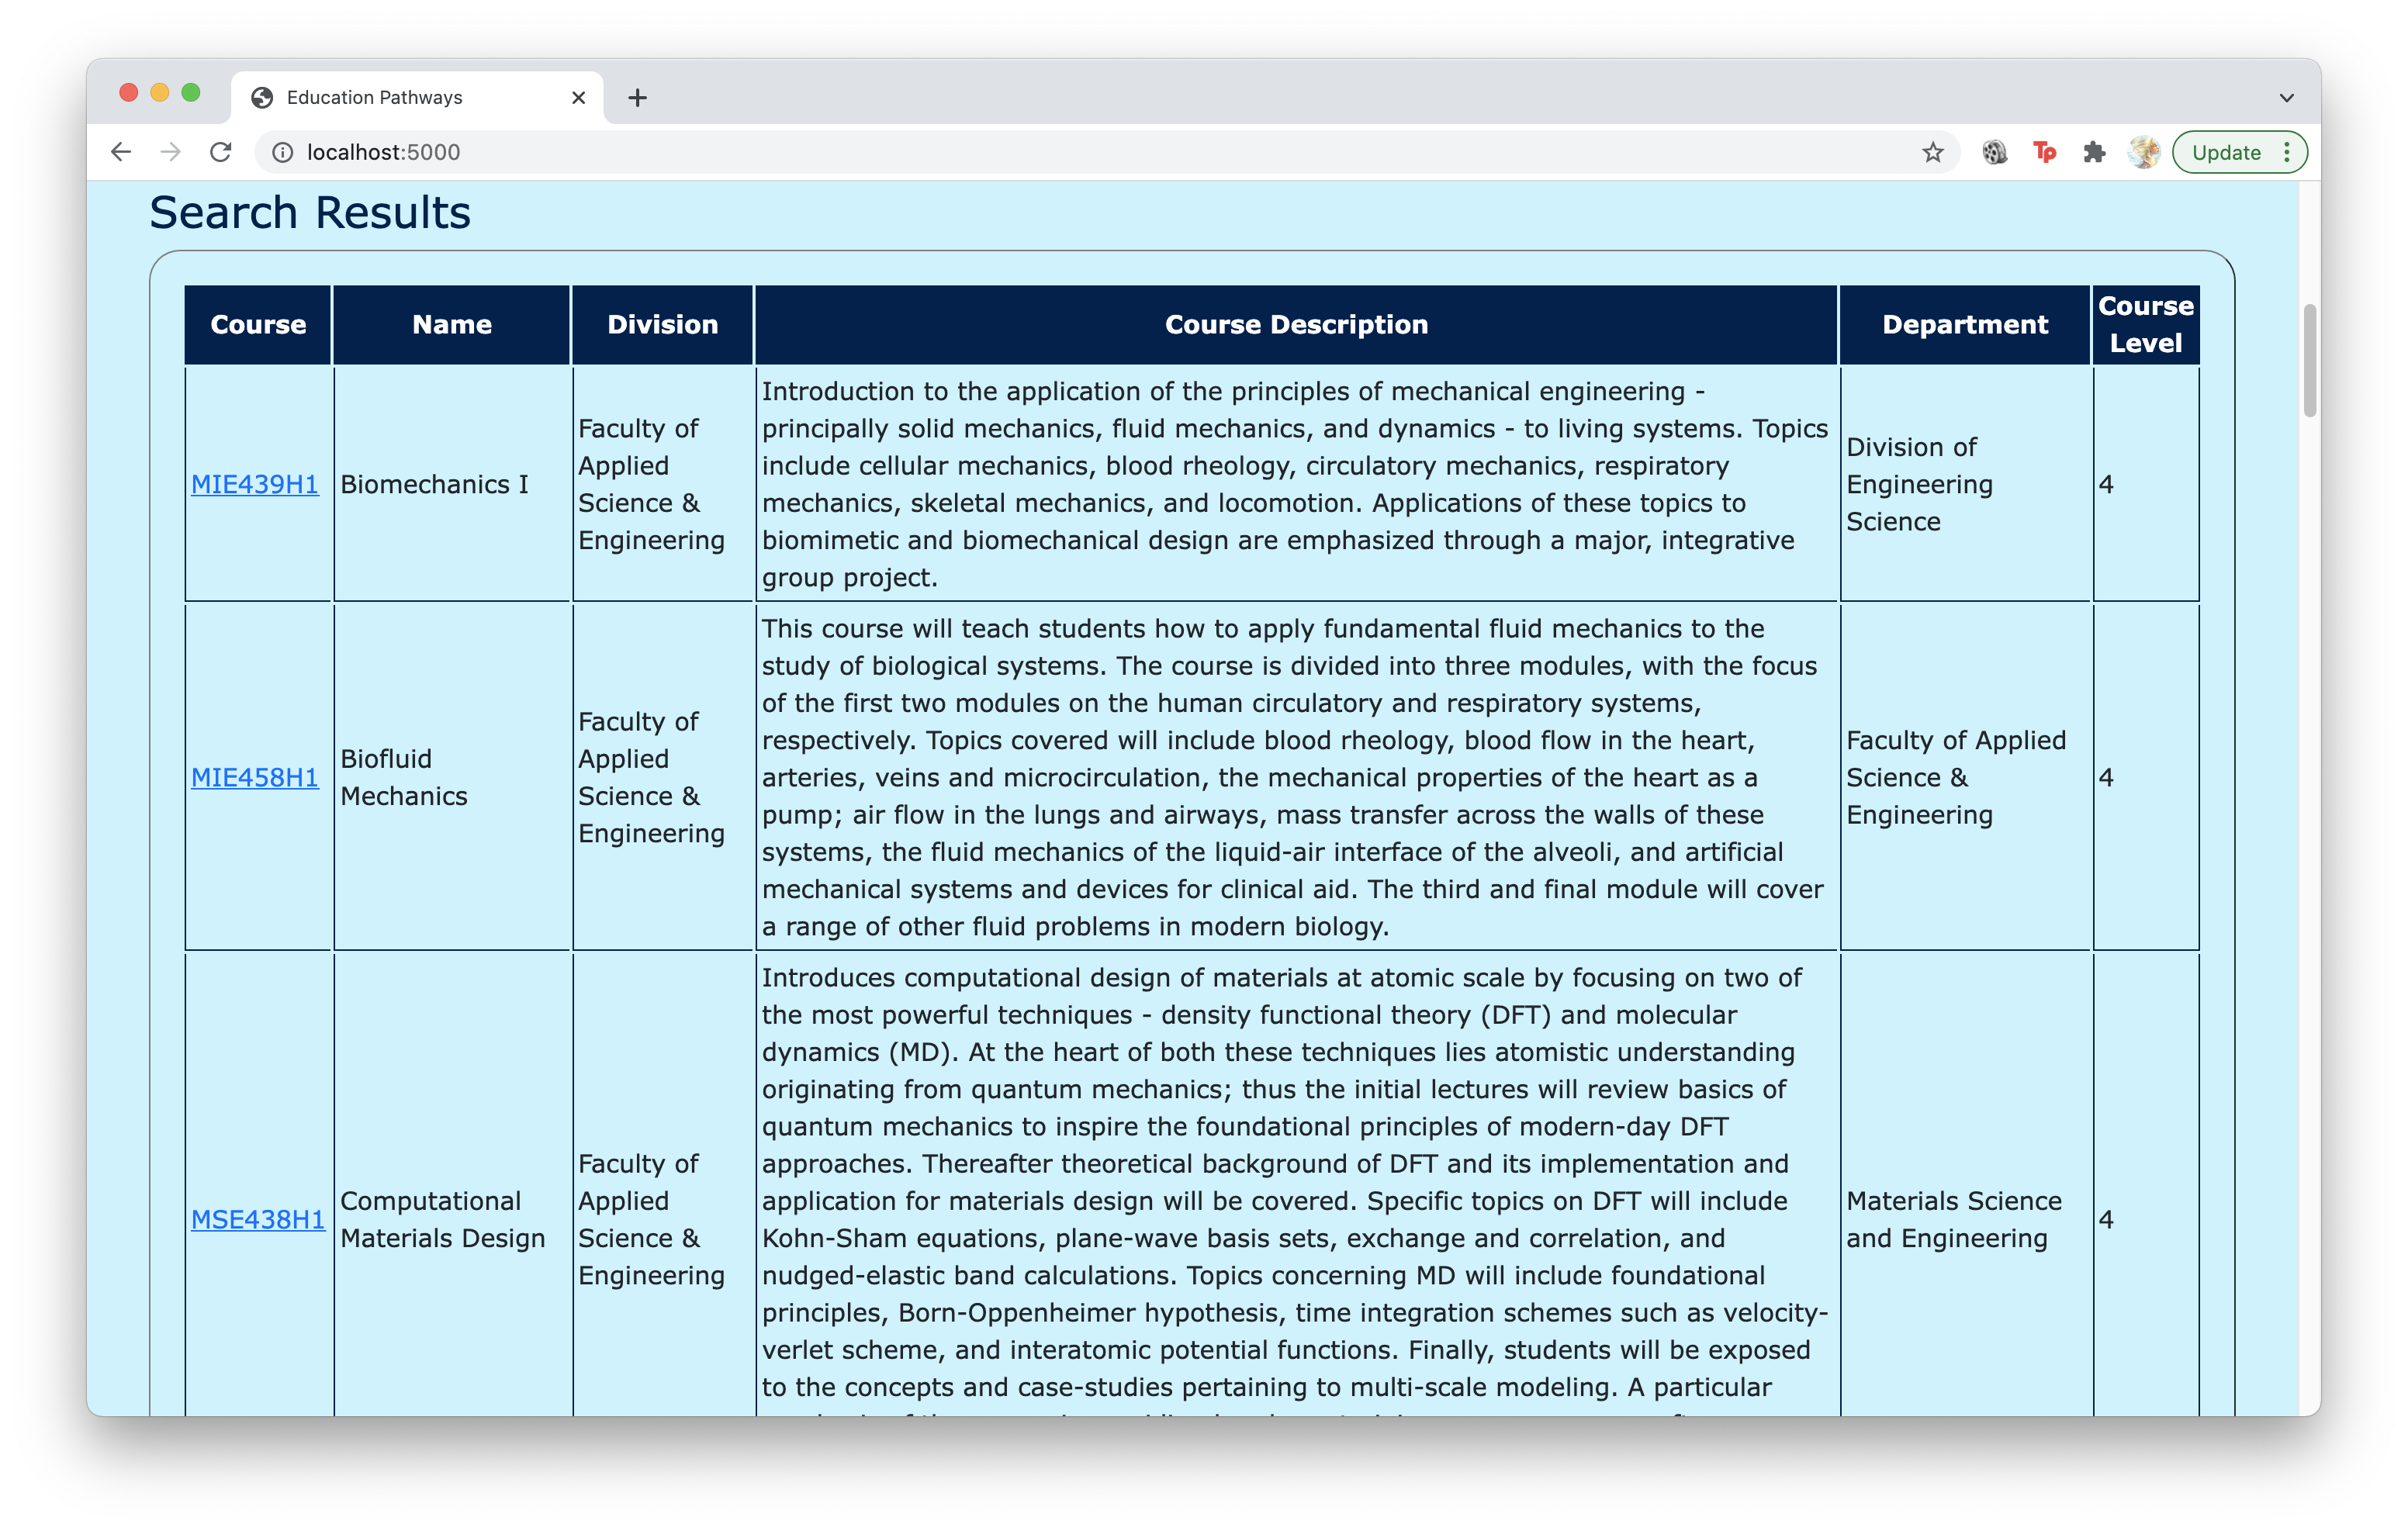 Education Pathways
localhost:5000
Tp
Update
Search Results
Course
Name
Division
Course Description
Department
Course
Level
MIE439H1
Biomechanics I
Faculty of
Applied
Science &
Engineering
Introduction to the application of the principles of mechanical engineering -
principally solid mechanics, fluid mechanics, and dynamics - to living systems. Topics
include cellular mechanics, blood rheology, circulatory mechanics, respiratory
mechanics, skeletal mechanics, and locomotion. Applications of these topics to
biomimetic and biomechanical design are emphasized through a major, integrative
group project.
Division of
Engineering
Science
4
MIE458H1
Biofluid
Mechanics
Faculty of
Applied
Science &
Engineering
This course will teach students how to apply fundamental fluid mechanics to the
study of biological systems. The course is divided into three modules, with the focus
of the first two modules on the human circulatory and respiratory systems,
respectively. Topics covered will include blood rheology, blood flow in the heart,
arteries, veins and microcirculation, the mechanical properties of the heart as a
pump; air flow in the lungs and airways, mass transfer across the walls of these
systems, the fluid mechanics of the liquid-air interface of the alveoli, and artificial
mechanical systems and devices for clinical aid. The third and final module will cover
a range of other fluid problems in modern biology.
Faculty of Applied
Science &
Engineering
4
MSE438H1
Computational
Materials Design
Faculty of
Applied
Science &
Engineering
Introduces computational design of materials at atomic scale by focusing on two of
the most powerful techniques - density functional theory (DFT) and molecular
dynamics (MD). At the heart of both these techniques lies atomistic understanding
originating from quantum mechanics; thus the initial lectures will review basics of
quantum mechanics to inspire the foundational principles of modern-day DFT
approaches. Thereafter theoretical background of DFT and its implementation and
application for materials design will be covered. Specific topics on DFT will include
Kohn-Sham equations, plane-wave basis sets, exchange and correlation, and
nudged-elastic band calculations. Topics concerning MD will include foundational
principles, Born-Oppenheimer hypothesis, time integration schemes such as velocity-
verlet scheme, and interatomic potential functions. Finally, students will be exposed
to the concepts and case-studies pertaining to multi-scale modeling. A particular
Materials Science
and Engineering
4